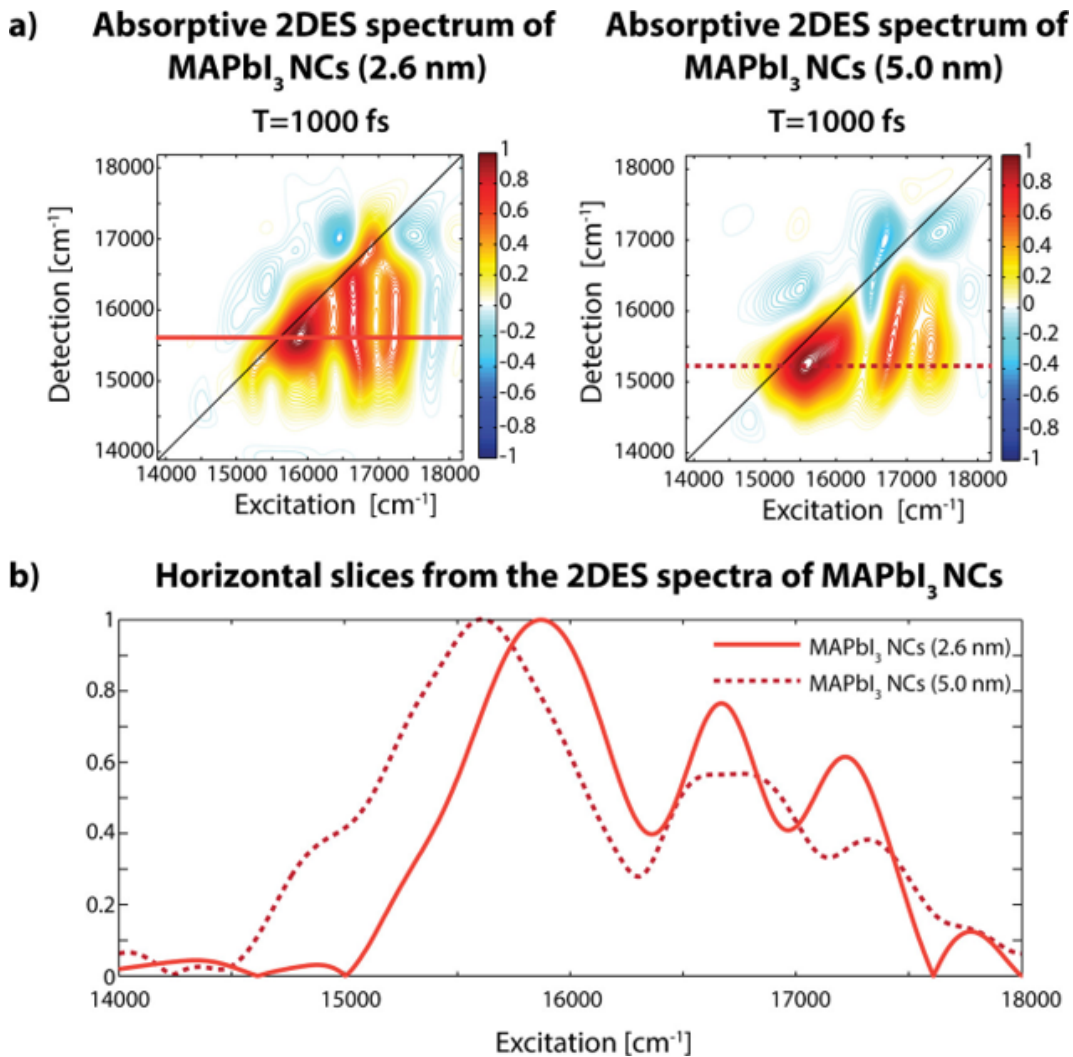 a) Absorptive 2DES spectrum of MAPbI₃ NCs (2.6 nm)
T=1000 fs
18000
17000
16000
15000
14000
Detection [cm⁻¹]
14000 15000 16000 17000 18000
Excitation [cm⁻¹]
1
0.8
0.6
0.4
0.2
0
-0.2
-0.4
-0.6
-0.8
-1
Absorptive 2DES spectrum of
MAPbI₃ NCs (5.0 nm)
T=1000 fs
18000
17000
16000
15000
14000
Detection [cm⁻¹]
14000 15000 16000 17000 18000
Excitation [cm⁻¹]
1
0.8
0.6
0.4
0.2
0
-0.2
-0.4
-0.6
-0.8
-1
b) Horizontal slices from the 2DES spectra of MAPbI₃ NCs
1
0.8
0.6
0.4
0.2
0
MAPbI₃ NCs (2.6 nm)
MAPbI₃ NCs (5.0 nm)
14000 15000 16000 17000 18000
Excitation [cm⁻¹]